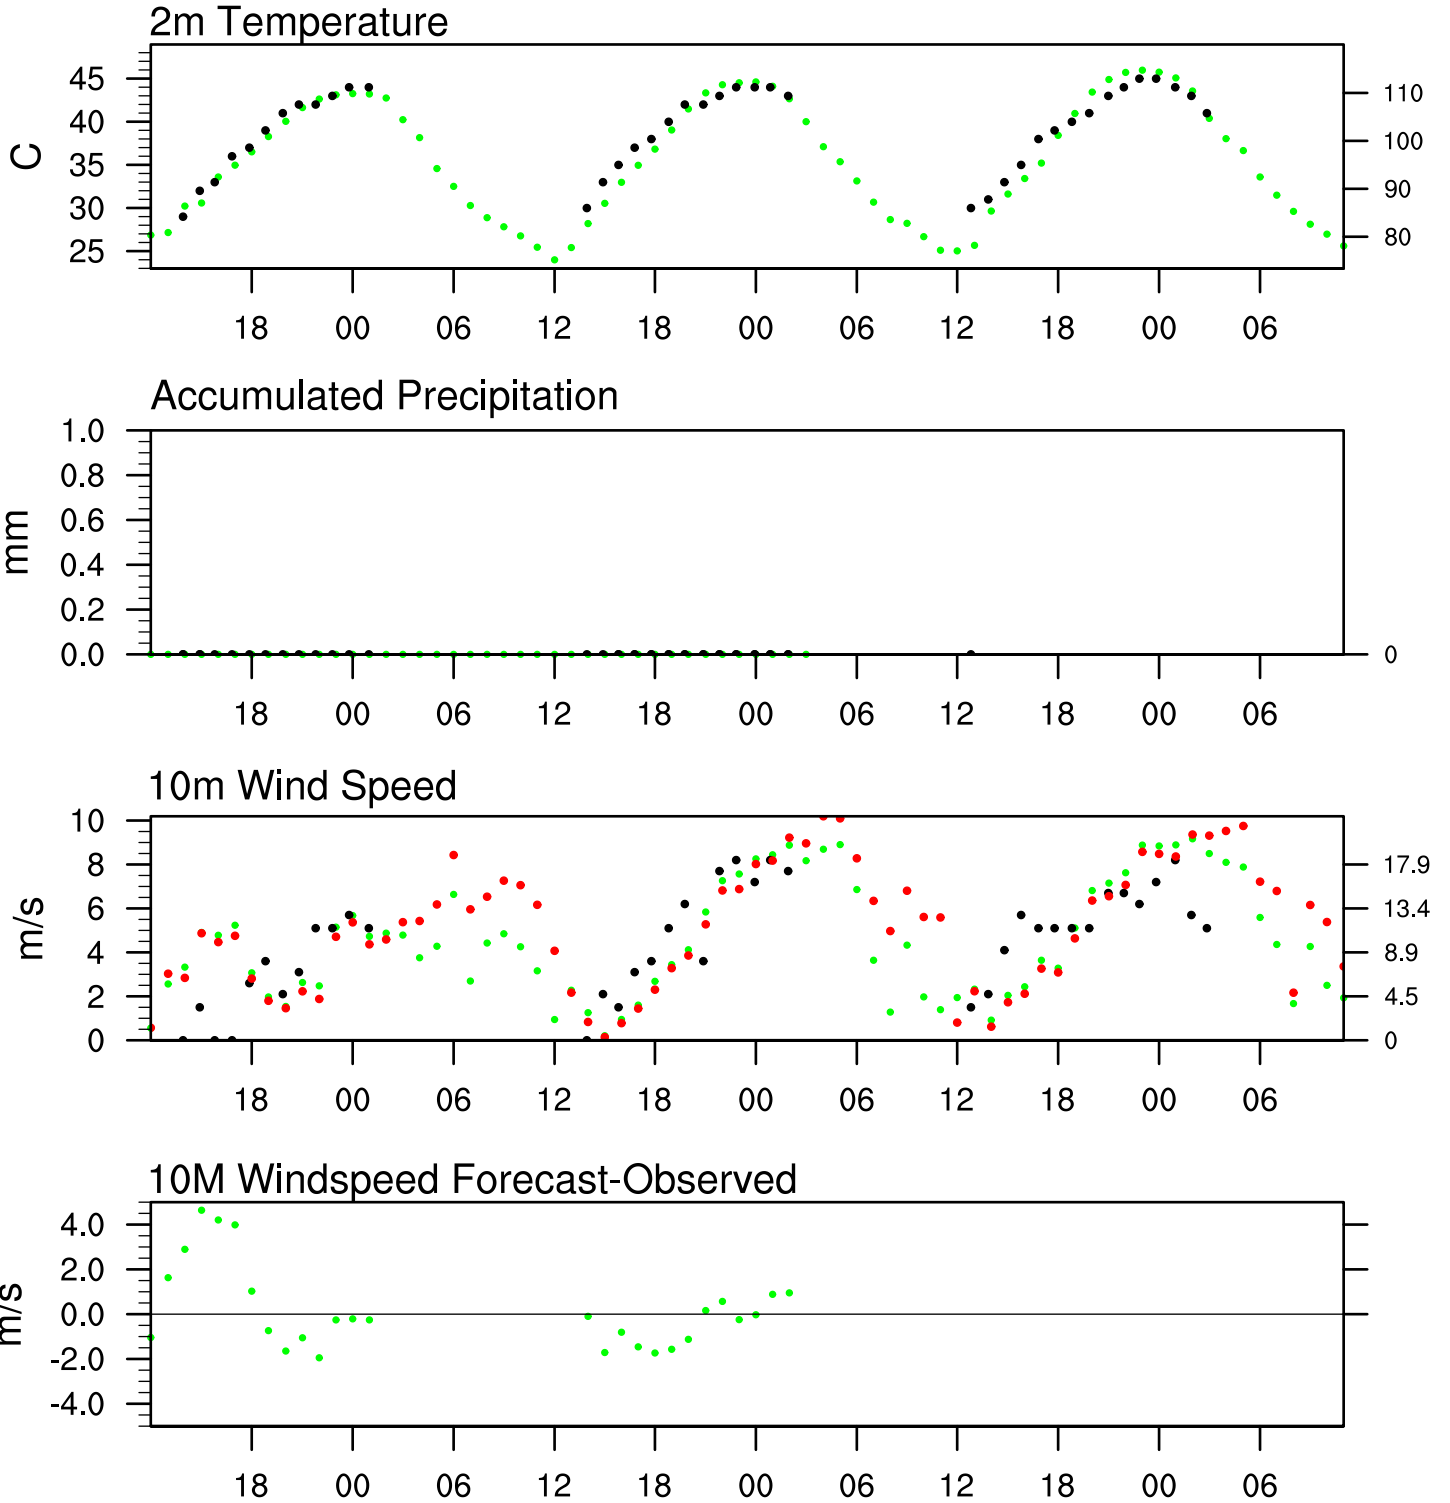 2m Temperature
45
40
35
30
25
C
110
100
90
80
18 00 06 12 18 00 06 12 18 00 06
Accumulated Precipitation
1.0
0.8
0.6
0.4
0.2
0.0
mm
0
18 00 06 12 18 00 06 12 18 00 06
10m Wind Speed
10
8
6
4
2
0
m/s
17.9
13.4
8.9
4.5
0
18 00 06 12 18 00 06 12 18 00 06
10M Windspeed Forecast-Observed
4.0
2.0
0.0
-2.0
-4.0
m/s
18 00 06 12 18 00 06 12 18 00 06